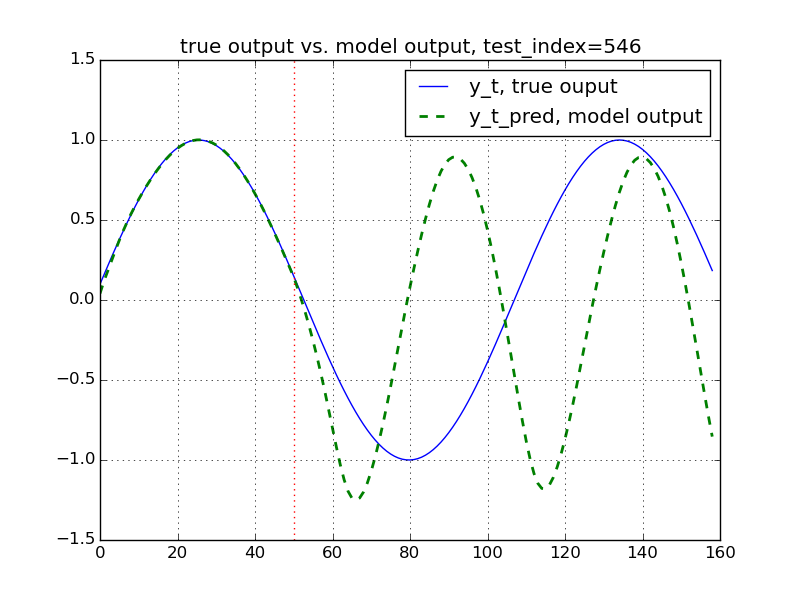 true output vs. model output, test_index=546
y_t, true ouput
y_t_pred, model output
1.5
1.0
0.5
0.0
−0.5
−1.0
−1.5
0 20 40 60 80 100 120 140 160